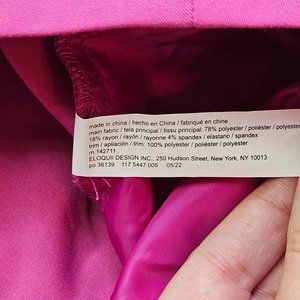 made in china / hecho en China / fabriqué en chine
main fabric / tela principal / tissu principal: 78% polyester / poliéster / polyester
18% rayon / rayón / rayonne 4% spandex / elastano / spandex
trim / aplicación / trim: 100% polyester / poliéster / polyester
rn 142711
ELOQUII DESIGN INC., 250 Hudson Street, New York, NY 10013
po 36139 117 5447 005 05/22